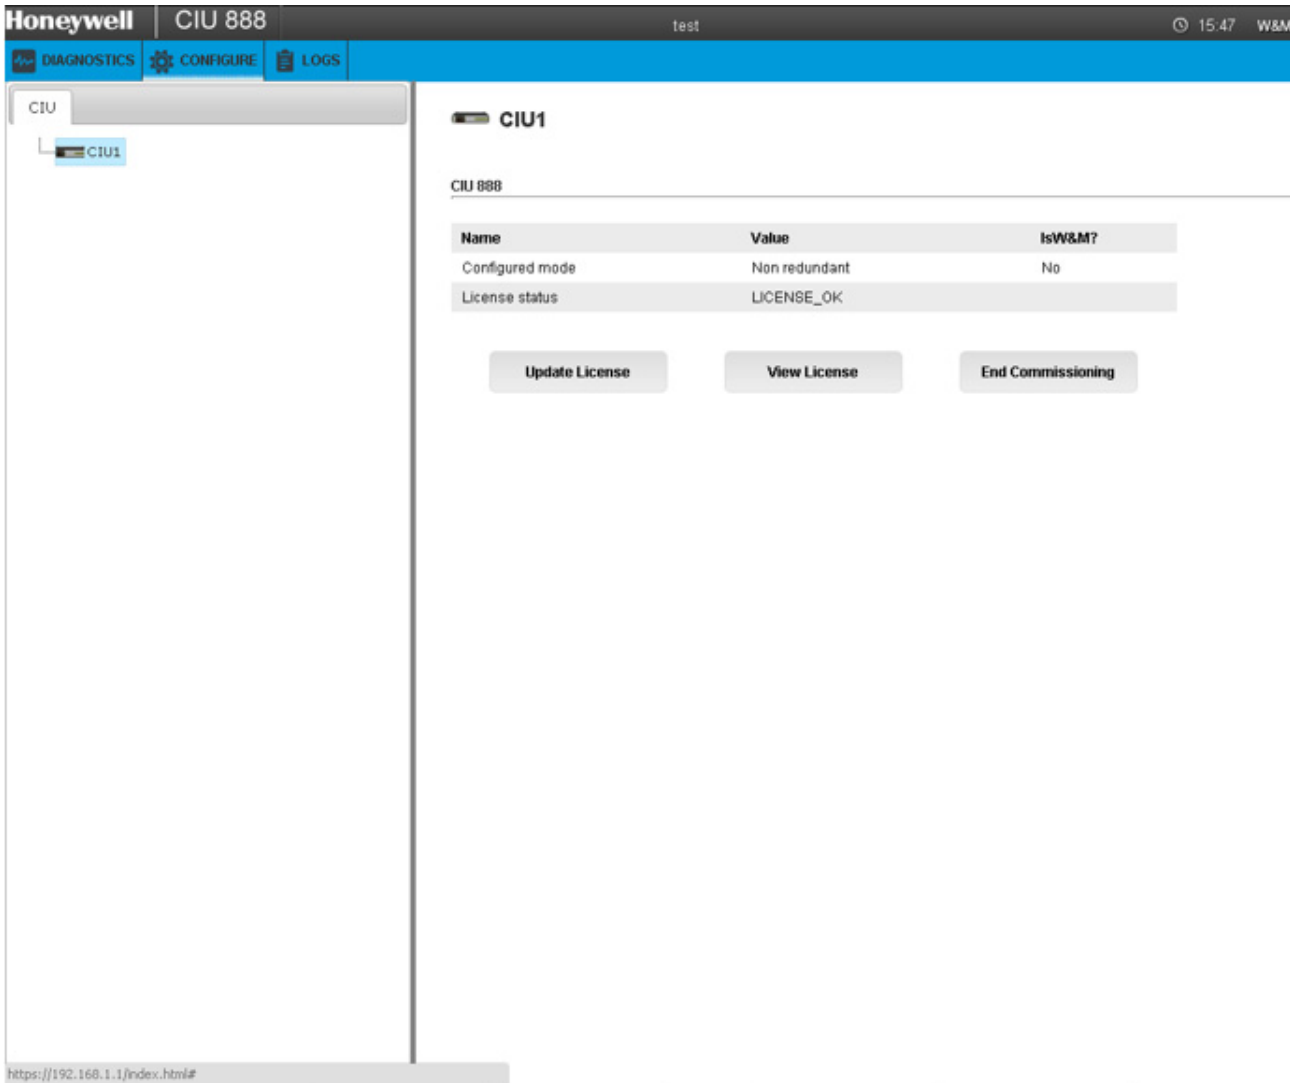 Honeywell CIU 888 test 15:47 W&M
DIAGNOSTICS CONFIGURE LOGS
CIU
CIU1
CIU1
CIU 888
Name Value IsW&M?
Configured mode Non redundant No
License status LICENSE_OK
Update License View License End Commissioning
https://192.168.1.1/index.html#